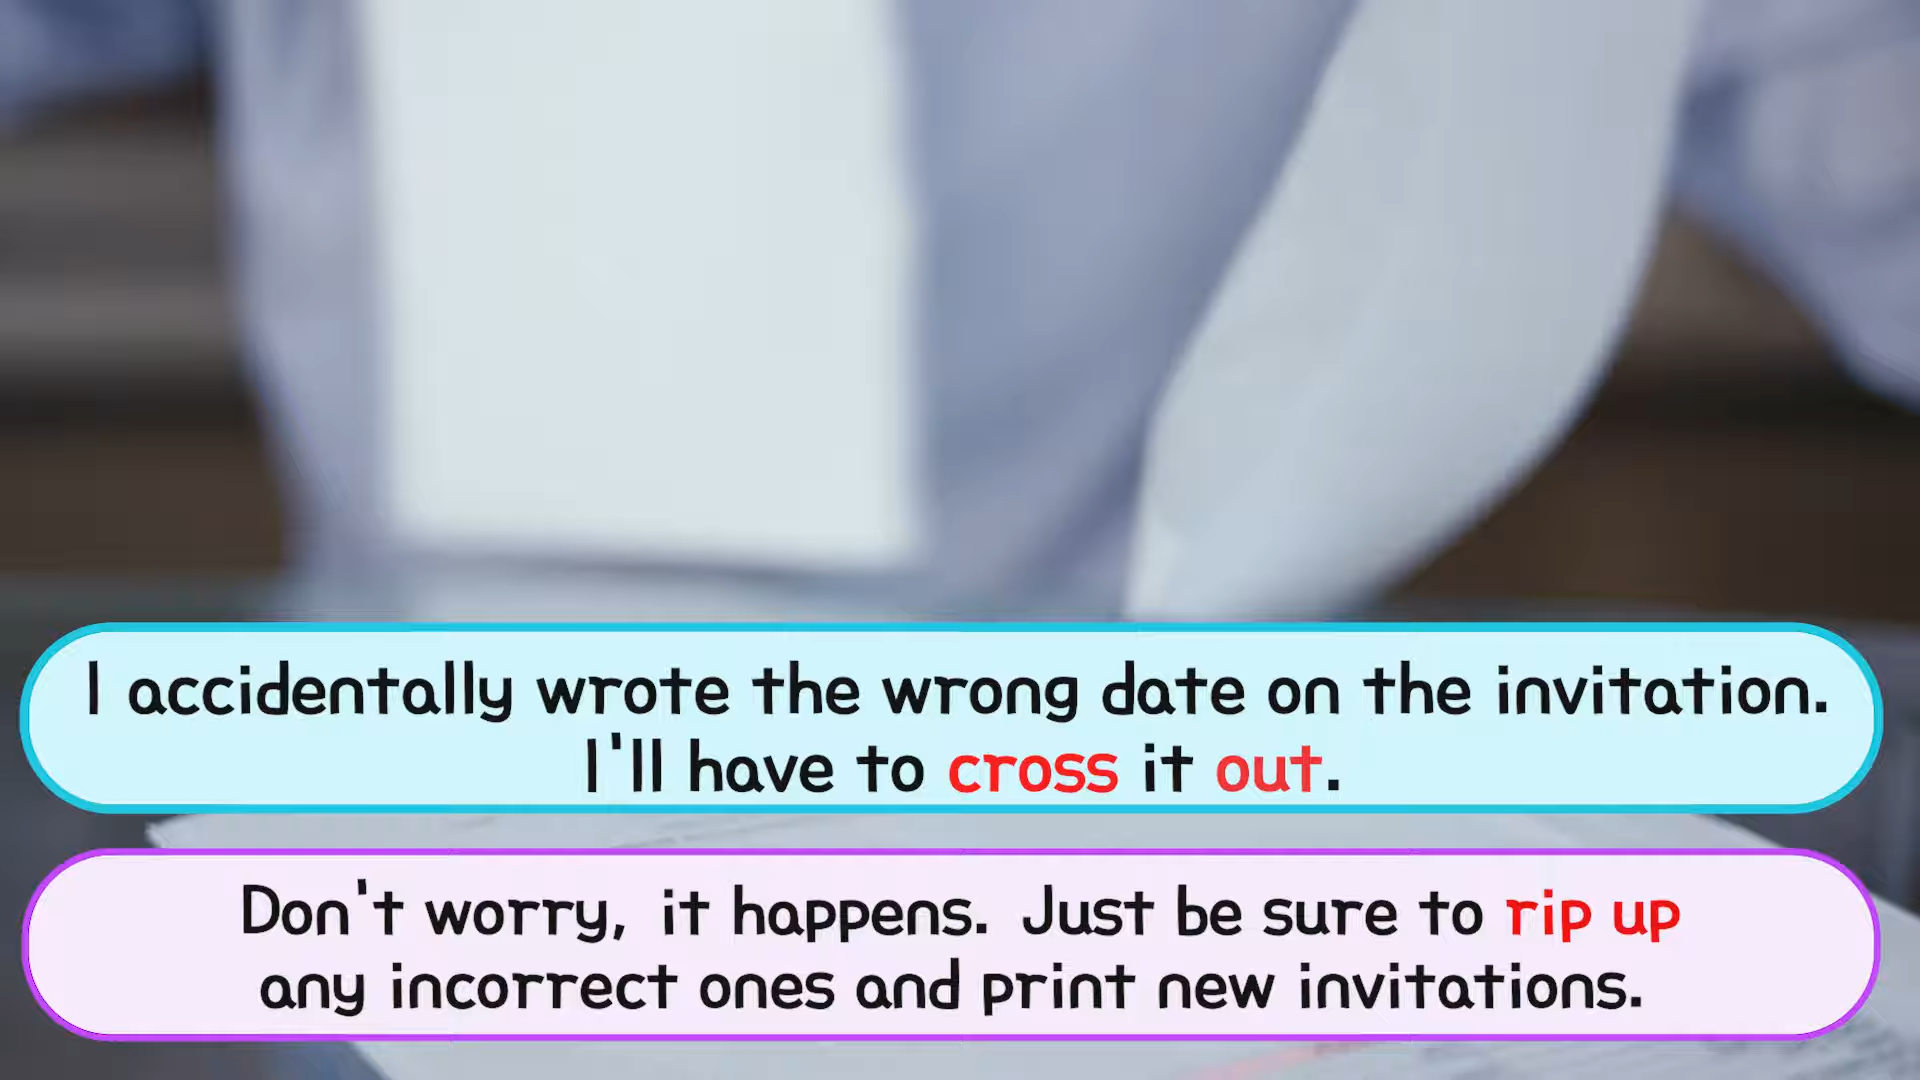 I accidentally wrote the wrong date on the invitation.
I'll have to cross it out.
Don't worry, it happens. Just be sure to rip up
any incorrect ones and print new invitations.